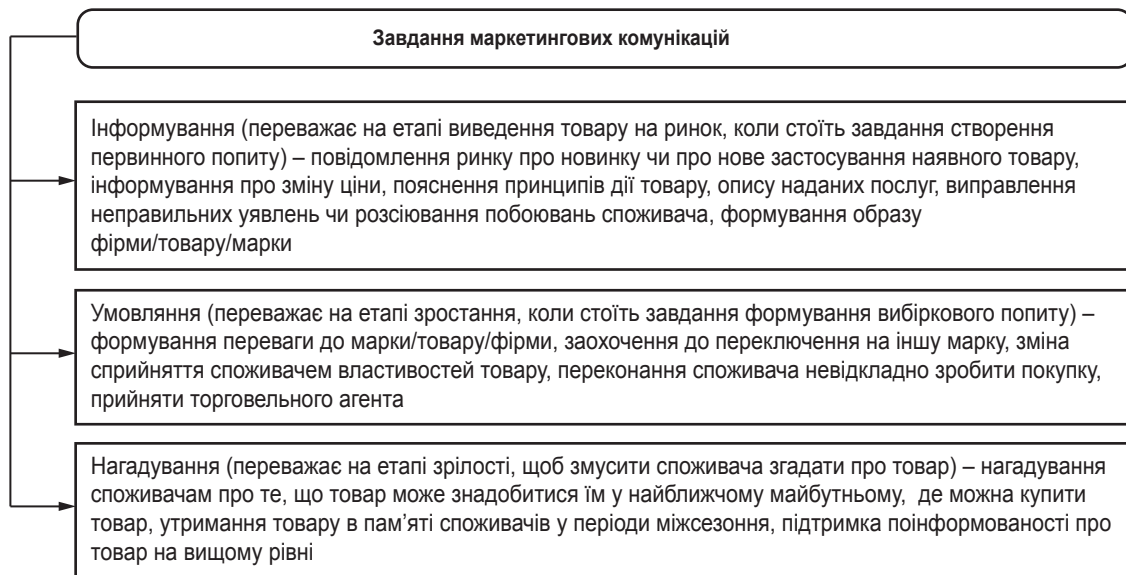 Завдання маркетингових комунікацій
Інформування (переважає на етапі виведення товару на ринок, коли стоїть завдання створення
первинного попиту) – повідомлення ринку про новинку чи про нове застосування наявного товару,
інформування про зміну ціни, пояснення принципів дії товару, опису наданих послуг, виправлення
неправильних уявлень чи розсіювання побоювань споживача, формування образу
фірми/товару/марки
Умовляння (переважає на етапі зростання, коли стоїть завдання формування вибіркового попиту) –
формування переваги до марки/товару/фірми, заохочення до переключення на іншу марку, зміна
сприйняття споживачем властивостей товару, переконання споживача невідкладно зробити покупку,
прийняти торговельного агента
Нагадування (переважає на етапі зрілості, щоб змусити споживача згадати про товар) – нагадування
споживачам про те, що товар може знадобитися їм у найближчому майбутньому, де можна купити
товар, утримання товару в пам’яті споживачів у періоди міжсезоння, підтримка поінформованості про
товар на вищому рівні